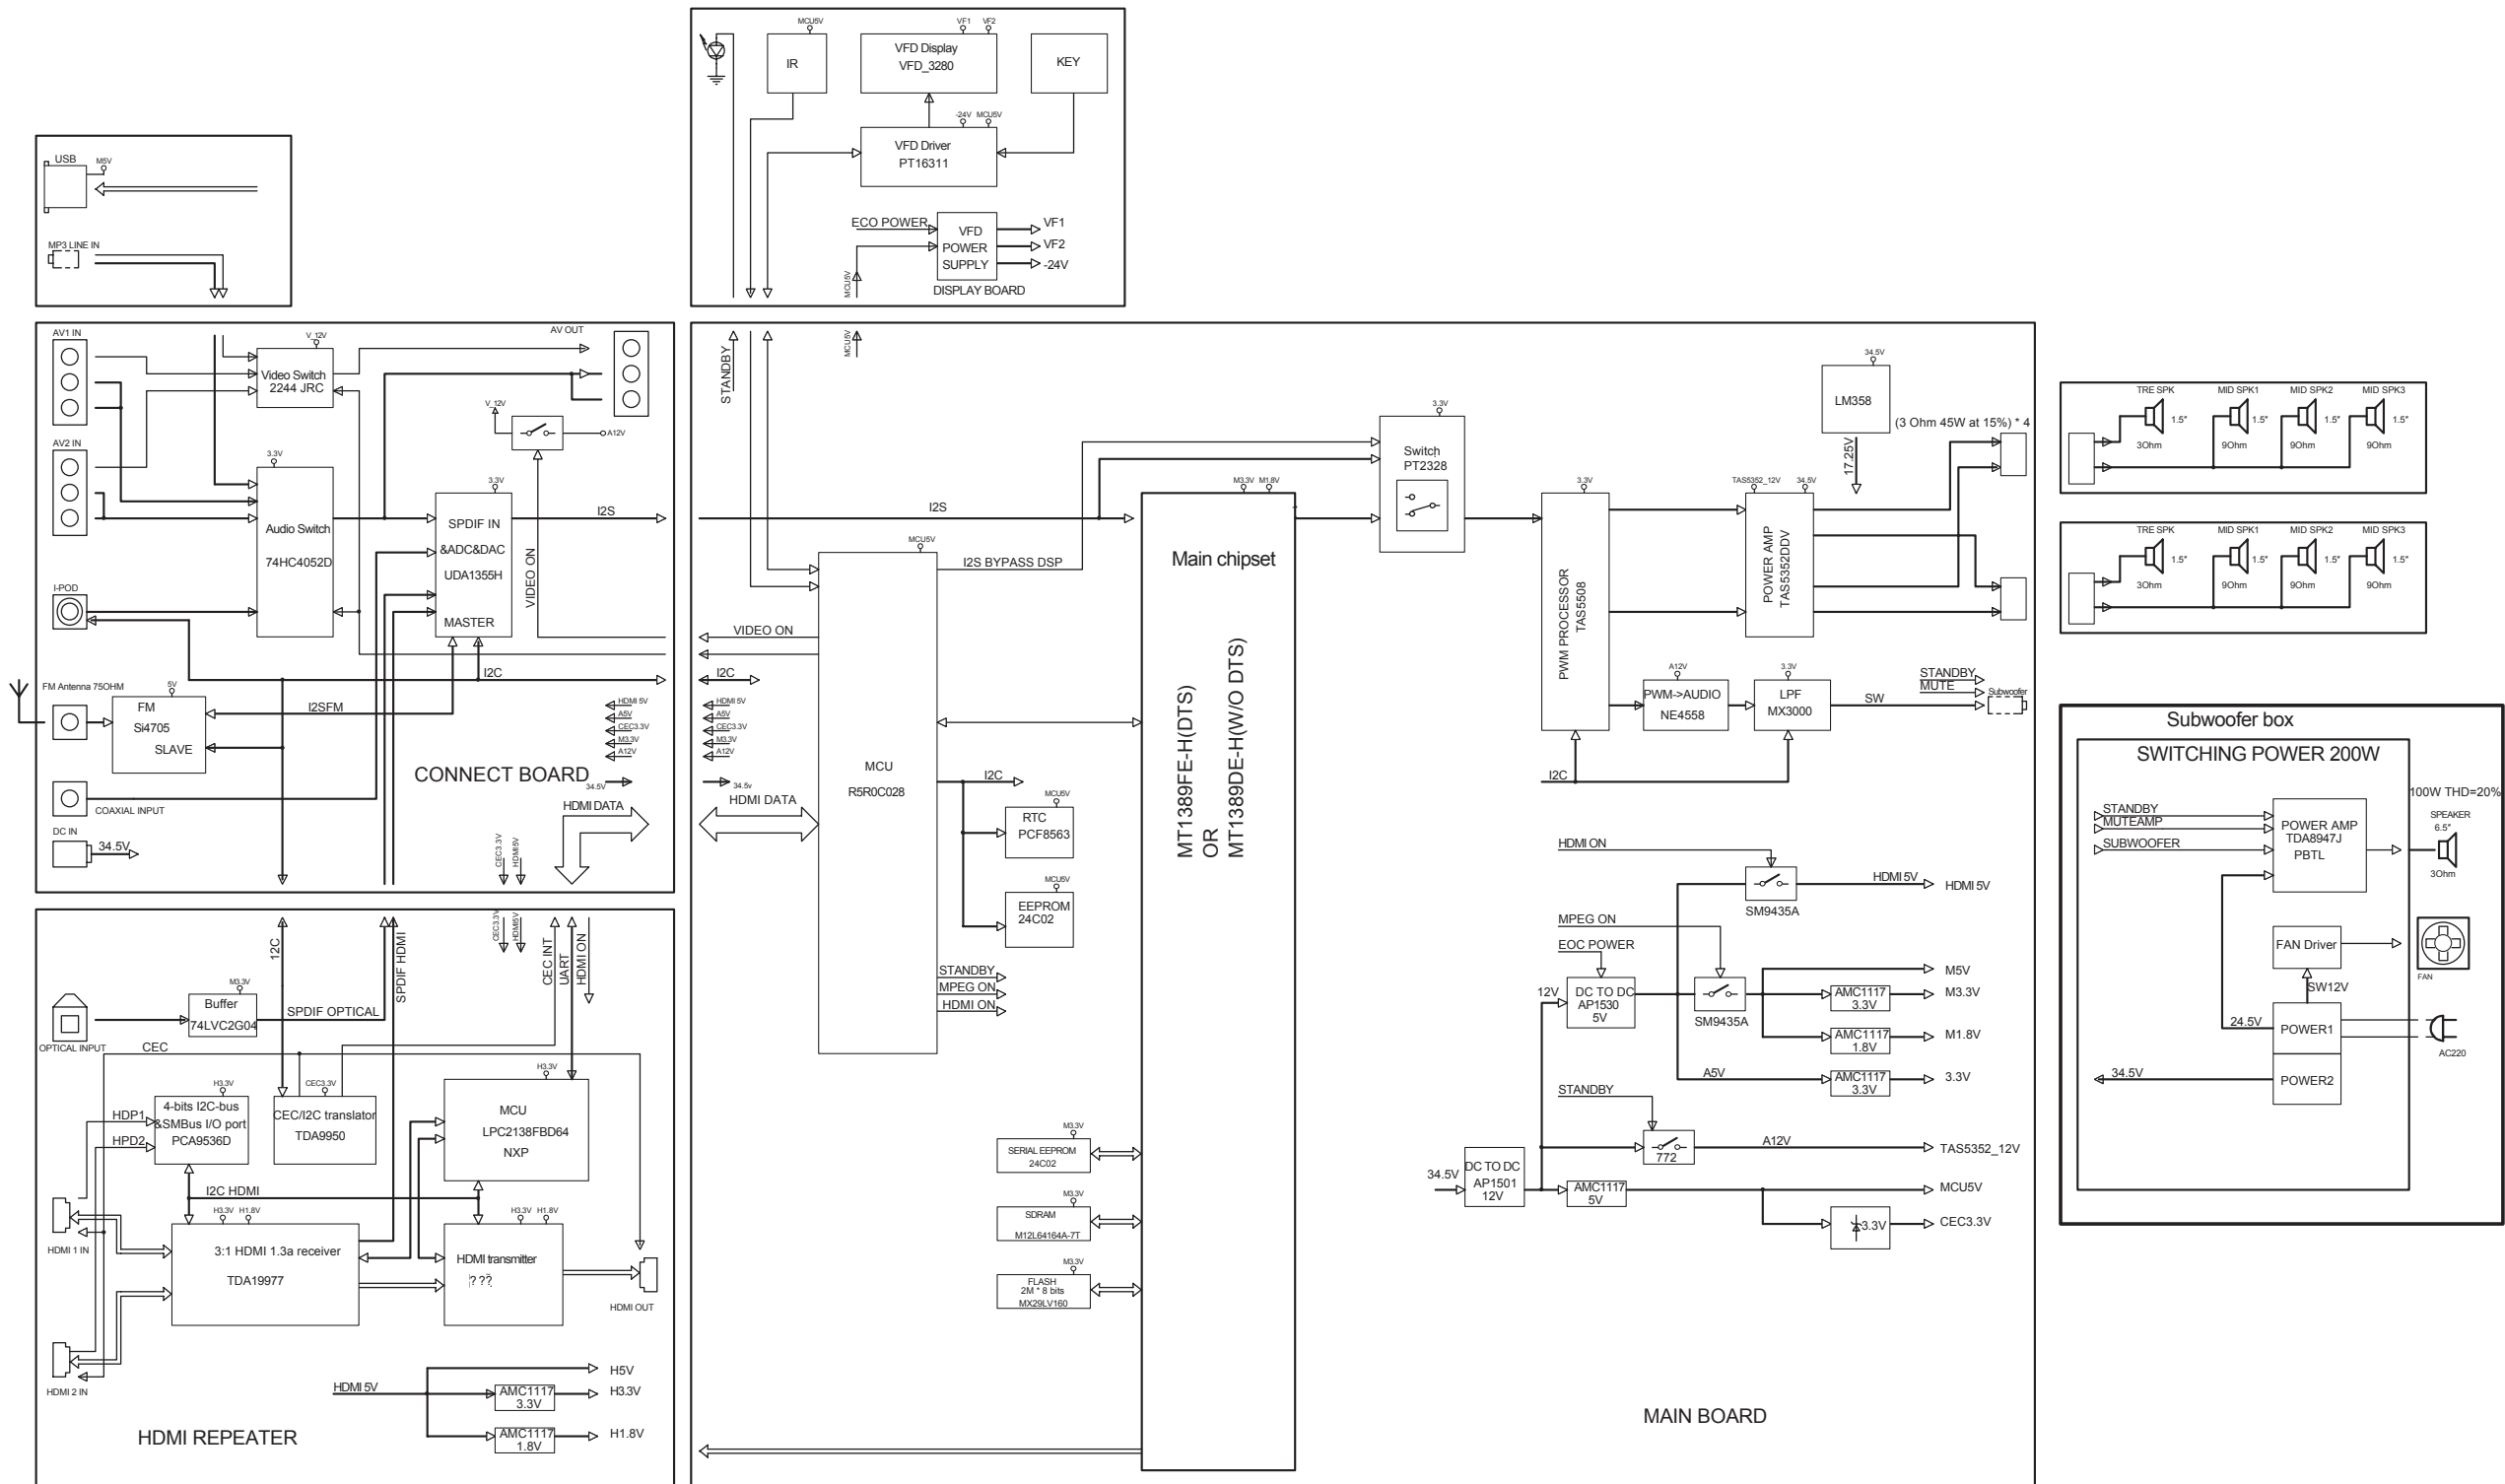 MCU5V
IR
VF1 VF2
VFD Display
VFD_3280
KEY
-24V MCU5V
VFD Driver
PT16311
ECO POWER
MCU5V
VFD
POWER
SUPPLY
VF1
VF2
-24V
DISPLAY BOARD
USB
M5V
MP3 LINE IN
AV1 IN
V_12V
Video Switch
2244 JRC
AV OUT
V_12V
A12V
AV2 IN
3.3V
Audio Switch
74HC4052D
3.3V
SPDIF IN
&ADC&DAC
UDA1355H
MASTER
I2S
VIDEO ON
I-POD
FM Antenna 75OHM
5V
FM
Si4705
SLAVE
I2SFM
I2C
HDMI 5V
A5V
CEC3.3V
M3.3V
A12V
34.5V
CONNECT BOARD
COAXIAL INPUT
DC IN
34.5V
HDMI DATA
CEC3.3V
HDMI5V
12C
SPDIF HDMI
CEC3.3V
HDMI5V
CEC INT
UART
HDMI ON
OPTICAL INPUT
M3.3V
Buffer
74LVC2G04
SPDIF OPTICAL
CEC
H3.3V
4-bits I2C-bus
&SMBus I/O port
PCA9536D
HDP1
HPD2
CEC3.3V
CEC/I2C translator
TDA9950
H3.3V
MCU
LPC2138FBD64
NXP
I2C HDMI
HDMI 1 IN
H3.3V H1.8V
3:1 HDMI 1.3a receiver
TDA19977
H3.3V H1.8V
HDMI transmitter
? ??
HDMI OUT
HDMI 2 IN
HDMI 5V
H5V
AMC1117
3.3V
H3.3V
AMC1117
1.8V
H1.8V
HDMI REPEATER
STANDBY
MCU5V
I2S
MCU5V
I2S BYPASS DSP
VIDEO ON
I2C
HDMI 5V
A5V
CEC3.3V
M3.3V
A12V
34.5v
HDMI DATA
MCU
R5R0C028
I2C
MCU5V
RTC
PCF8563
MCU5V
EEPROM
24C02
STANDBY
MPEG ON
HDMI ON
M3.3V
SERIAL EEPROM
24C02
M3.3V
SDRAM
M12L64164A-7T
M3.3V
FLASH
2M * 8 bits
MX29LV160
M3.3V M1.8V
Main chipset
MT1389FE-H(DTS)
OR
MT1389DE-H(W/O DTS)
3.3V
Switch
PT2328
3.3V
PWM PROCESSOR
TAS5508
TAS5352_12V 34.5V
POWER AMP
TAS5352DDV
34.5V
LM358
17.25V
(3 Ohm 45W at 15%) * 4
A12V
PWM->AUDIO
NE4558
3.3V
LPF
MX3000
SW
STANDBY
MUTE
Subwoofer
I2C
HDMI ON
SM9435A
HDMI 5V
HDMI 5V
MPEG ON
EOC POWER
12V
DC TO DC
AP1530
5V
SM9435A
M5V
AMC1117
3.3V
M3.3V
AMC1117
1.8V
M1.8V
A5V
AMC1117
3.3V
3.3V
STANDBY
772
A12V
TAS5352_12V
34.5V
DC TO DC
AP1501
12V
AMC1117
5V
MCU5V
3.3V
CEC3.3V
MAIN BOARD
TRE SPK MID SPK1 MID SPK2 MID SPK3
1.5" 1.5" 1.5" 1.5"
3Ohm 9Ohm 9Ohm 9Ohm
TRE SPK MID SPK1 MID SPK2 MID SPK3
1.5" 1.5" 1.5" 1.5"
3Ohm 9Ohm 9Ohm 9Ohm
Subwoofer box
SWITCHING POWER 200W
STANDBY
MUTEAMP
SUBWOOFER
POWER AMP
TDA8947J
PBTL
100W THD=20%
SPEAKER
6.5"
3Ohm
FAN Driver
FAN
SW12V
24.5V
POWER1
AC220
34.5V
POWER2